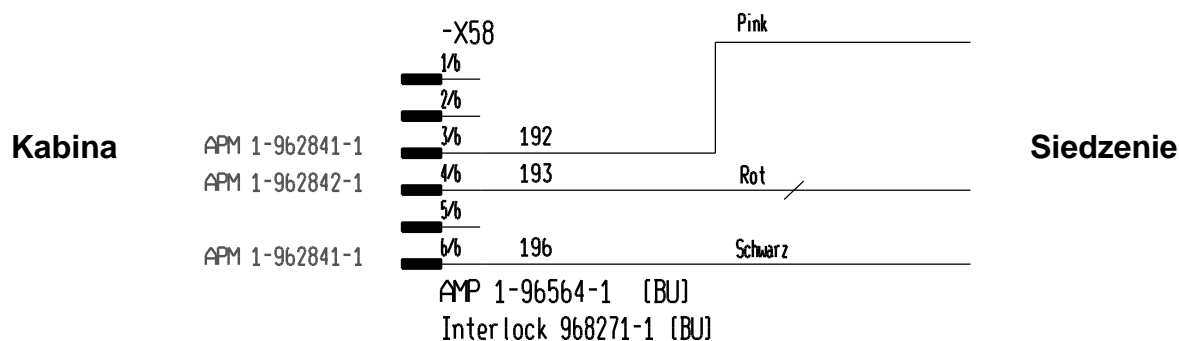 Pink
-X58
1/6
2/6
Kabina APM 1-962841-1 3/6 192 Siedzenie
APM 1-962842-1 4/6 193 Rot
5/6
APM 1-962841-1 6/6 196 Schwarz
AMP 1-96564-1 [BU]
Interlock 968271-1 [BU]